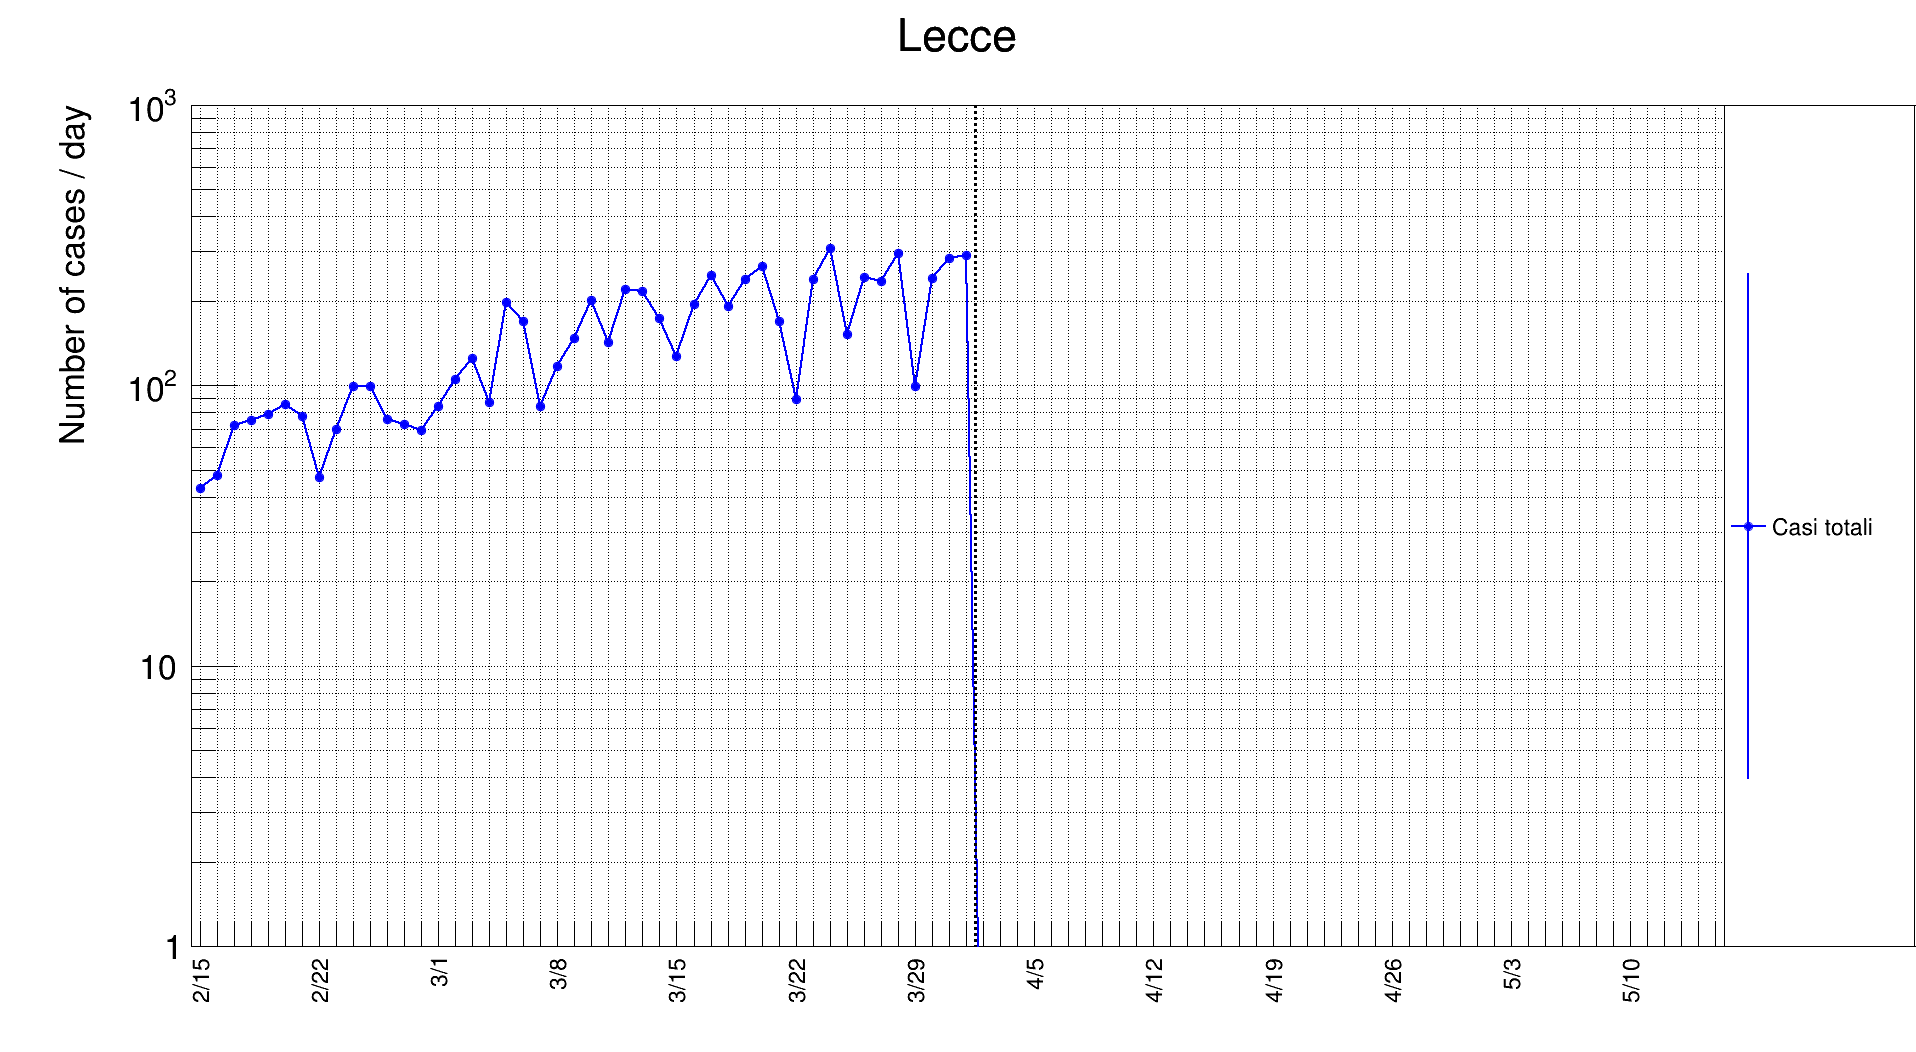 Lecce
Number of cases / day
10³
10²
10
1
2/15 2/22 3/1 3/8 3/15 3/22 3/29 4/5 4/12 4/19 4/26 5/3 5/10
Casi totali